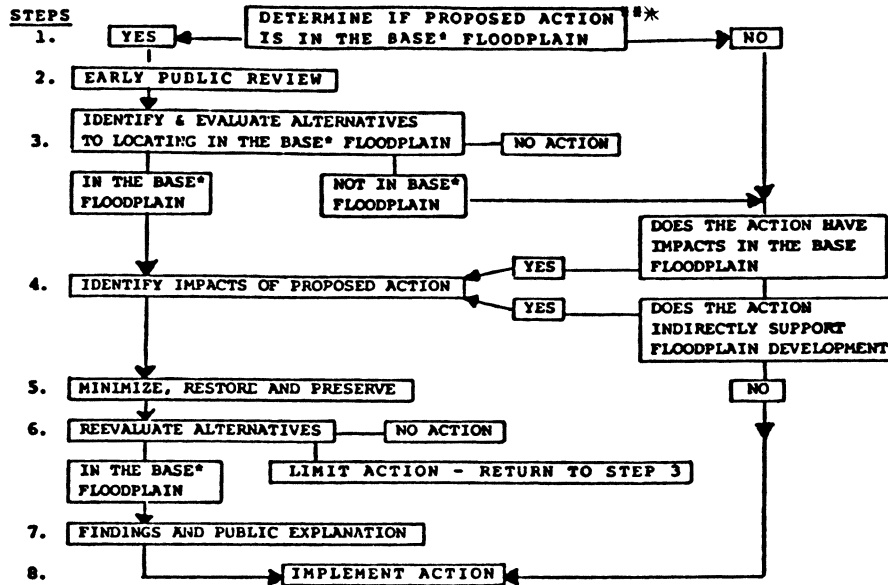 STEPS
DETERMINE IF PROPOSED ACTION***
1. YES IS IN THE BASE* FLOODPLAIN NO
2. EARLY PUBLIC REVIEW
IDENTIFY & EVALUATE ALTERNATIVES
3. TO LOCATING IN THE BASE* FLOODPLAIN NO ACTION
IN THE BASE*
FLOODPLAIN
NOT IN BASE*
FLOODPLAIN
DOES THE ACTION HAVE
IMPACTS IN THE BASE
FLOODPLAIN
YES
4. IDENTIFY IMPACTS OF PROPOSED ACTION
YES
DOES THE ACTION
INDIRECTLY SUPPORT
FLOODPLAIN DEVELOPMENT
5. MINIMIZE, RESTORE AND PRESERVE
NO
6. REEVALUATE ALTERNATIVES NO ACTION
IN THE BASE*
FLOODPLAIN
LIMIT ACTION - RETURN TO STEP 3
7. FINDINGS AND PUBLIC EXPLANATION
8. IMPLEMENT ACTION